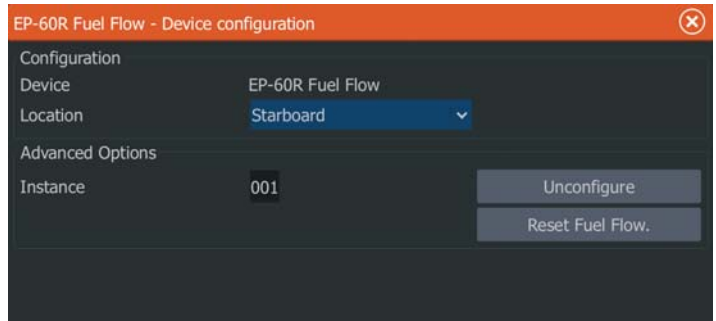 EP-60R Fuel Flow - Device configuration
Configuration
Device EP-60R Fuel Flow
Location Starboard
Advanced Options
Instance 001 Unconfigure
Reset Fuel Flow.